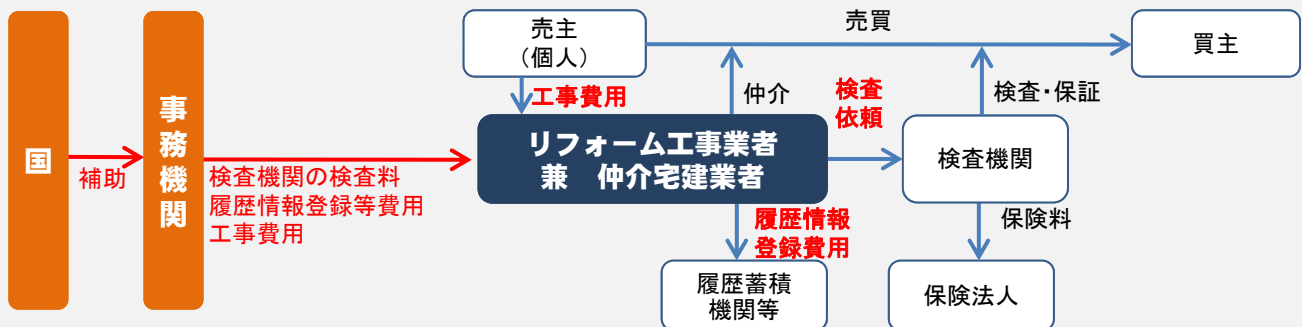 国
補助
事務機関
検査機関の検査料
履歴情報登録等費用
工事費用
売主
(個人)
売買
買主
工事費用
仲介
検査
依頼
検査・保証
リフォーム工事業者
兼　仲介宅建業者
検査機関
履歴情報
登録費用
保険料
履歴蓄積
機関等
保険法人